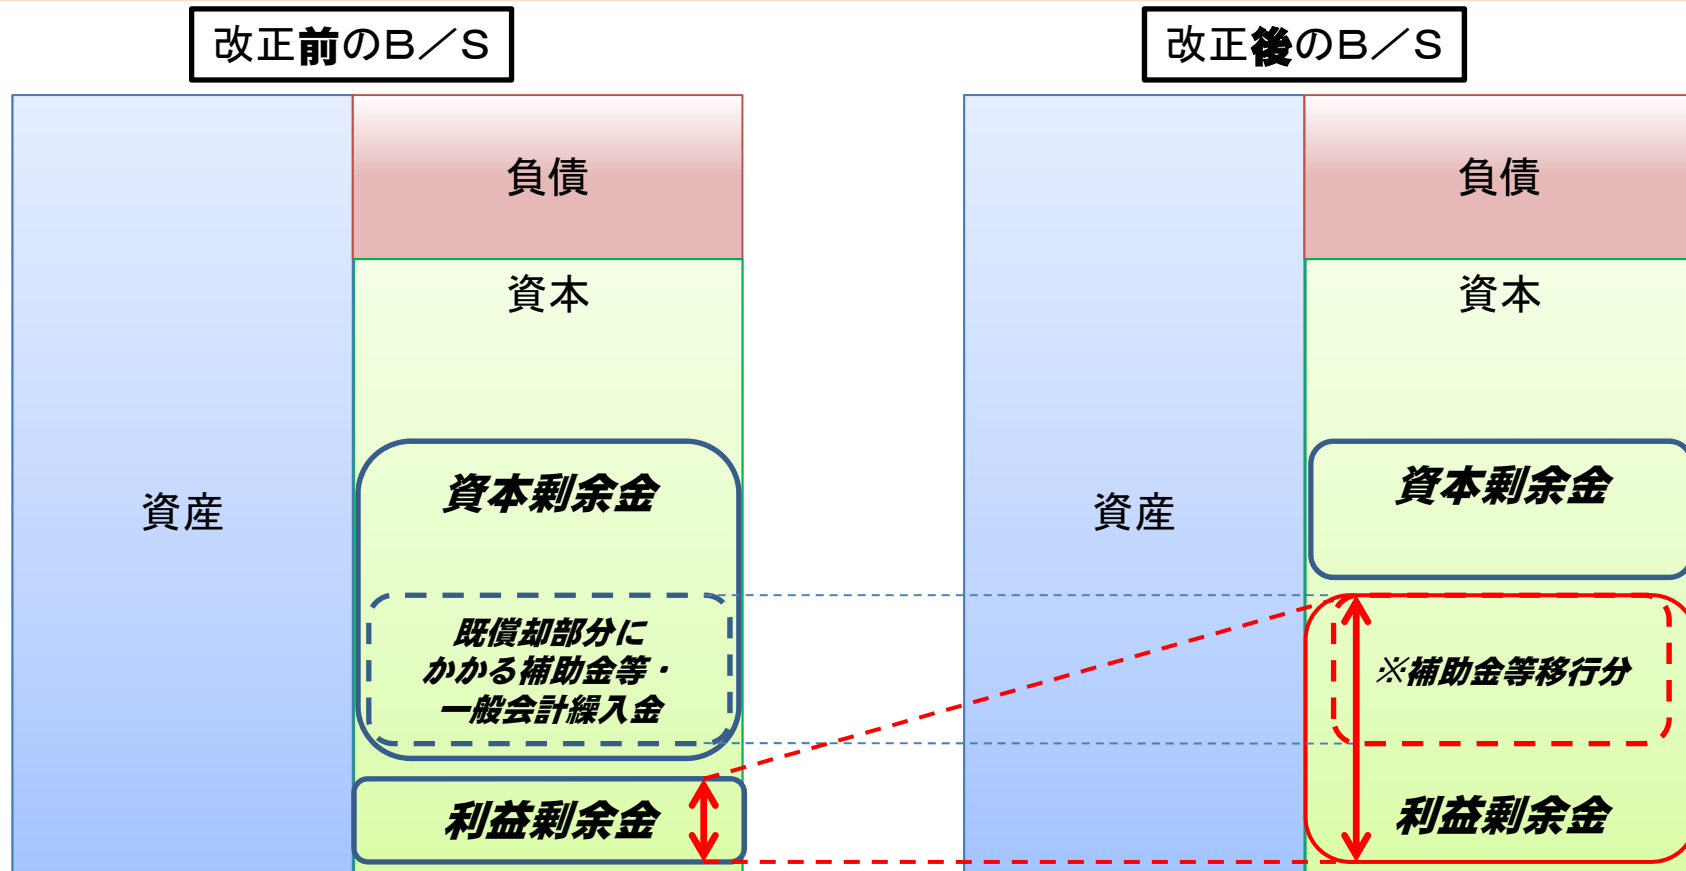 改正前のB／S
資産
負債
資本
資本剰余金
既償却部分に
かかる補助金等・
一般会計繰入金
利益剰余金
改正後のB／S
資産
負債
資本
資本剰余金
※補助金等移行分
利益剰余金